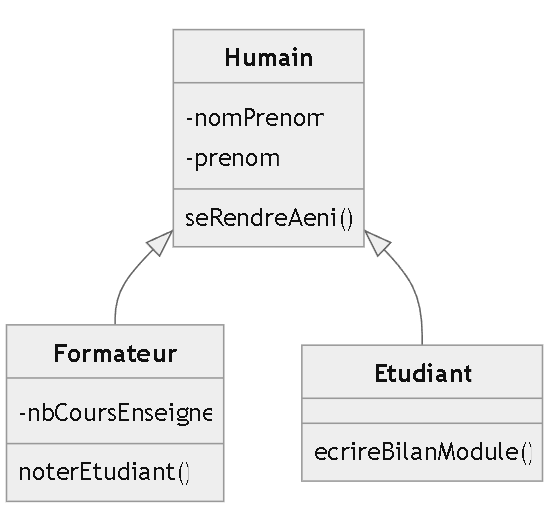 Humain
-nomPrenom
-prenom
seRendreAeni()
Formateur
-nbCoursEnseigne
noterEtudiant()
Etudiant
ecrireBilanModule()